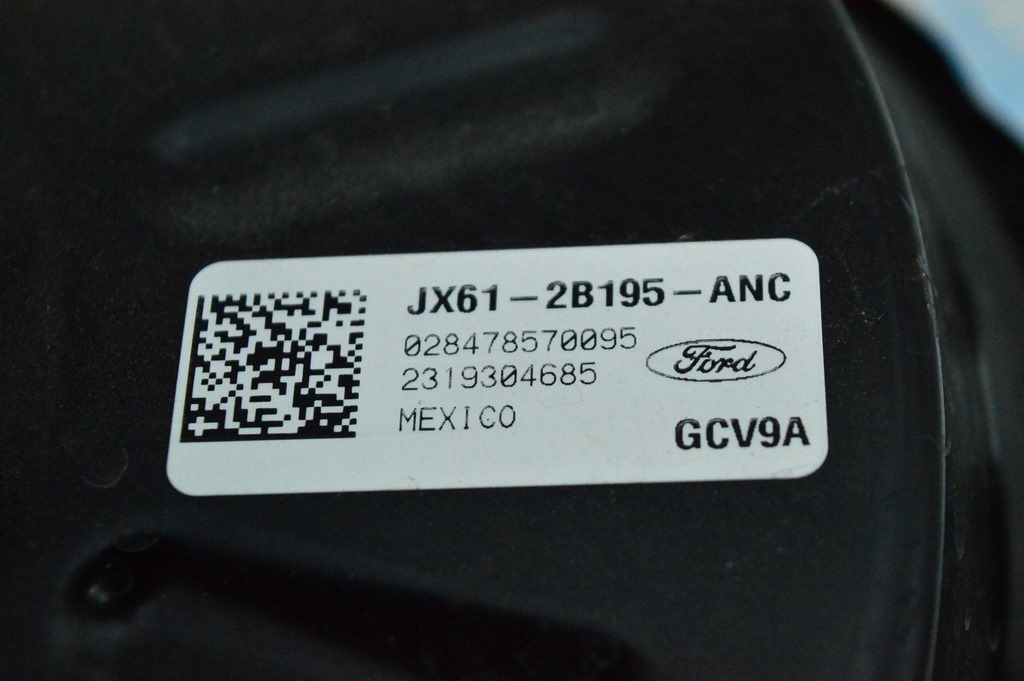 JX61-2B195-ANC
028478570095
2319304685
Ford
MEXICO
GCV9A